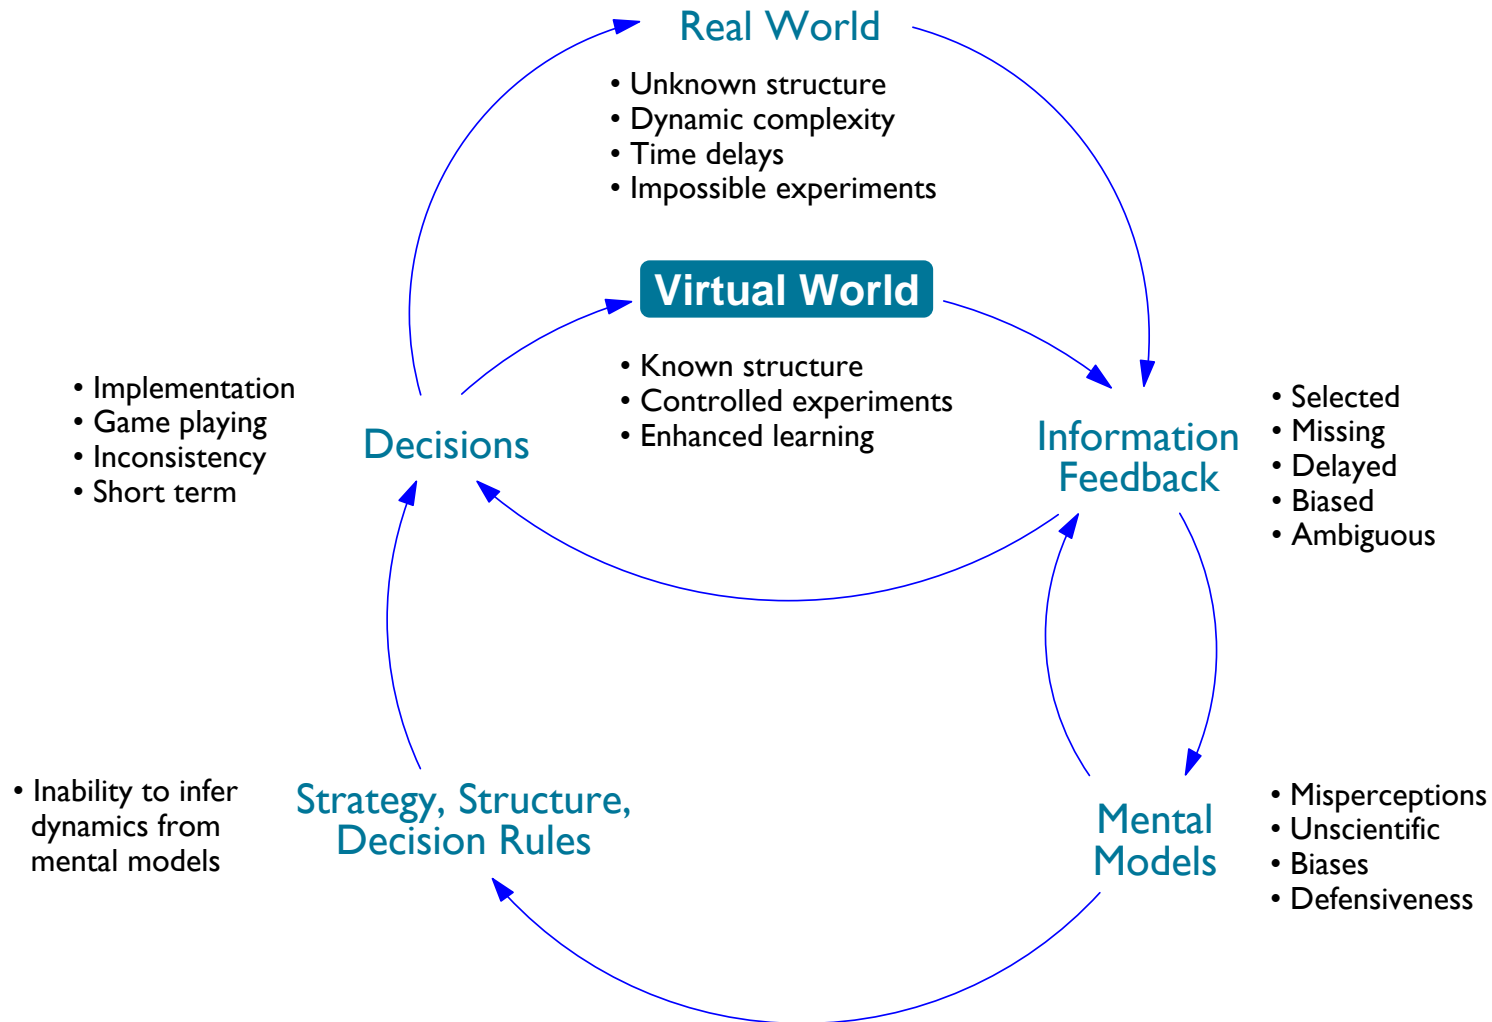 Real World
• Unknown structure
• Dynamic complexity
• Time delays
• Impossible experiments
Virtual World
• Known structure
• Controlled experiments
• Enhanced learning
• Implementation
• Game playing
• Inconsistency
• Short term
Decisions
Information
Feedback
• Selected
• Missing
• Delayed
• Biased
• Ambiguous
• Inability to infer
dynamics from
mental models
Strategy, Structure,
Decision Rules
Mental
Models
• Misperceptions
• Unscientific
• Biases
• Defensiveness